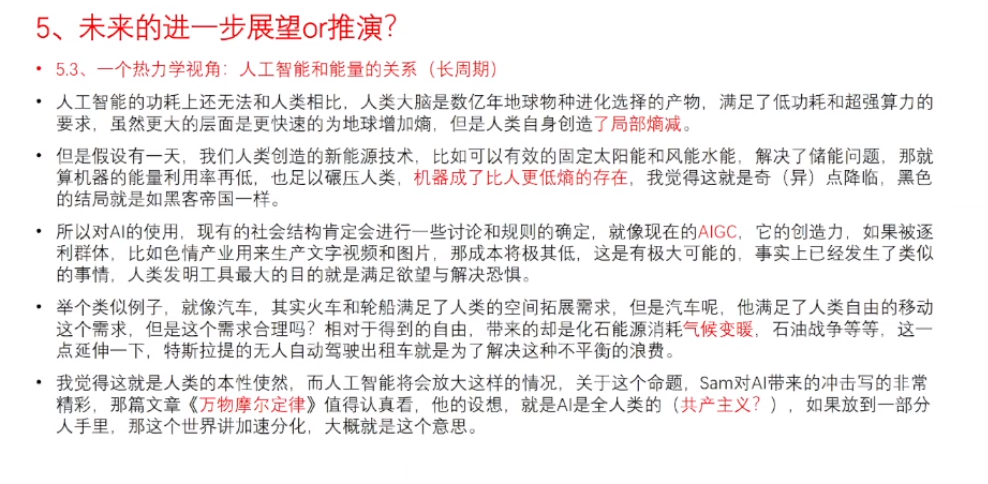 5、未来的进一步展望or推演？
• 5.3、一个热力学视角：人工智能和能量的关系（长周期）
• 人工智能的功耗上还无法和人类相比，人类大脑是数亿年地球物种进化选择的产物，满足了低功耗和超强算力的
要求，虽然更大的层面是更快速的为地球增加熵，但是人类自身创造了局部熵减。
• 但是假设有一天，我们人类创造的新能源技术，比如可以有效的固定太阳能和风能水能，解决了储能问题，那就
算机器的能量利用率再低，也足以碾压人类，机器成了比人更低熵的存在，我觉得这就是奇（异）点降临，黑色
的结局就是如黑客帝国一样。
• 所以对AI的使用，现有的社会结构肯定会进行一些讨论和规则的确定，就像现在的AIGC，它的创造力，如果被逐
利群体，比如色情产业用来生产文字视频和图片，那成本将极其低，这是有极大可能的，事实上已经发生了类似
的事情，人类发明工具最大的目的就是满足欲望与解决恐惧。
• 举个类似例子，就像汽车，其实火车和轮船满足了人类的空间拓展需求，但是汽车呢，他满足了人类自由的移动
这个需求，但是这个需求合理吗？相对于得到的自由，带来的却是化石能源消耗气候变暖，石油战争等等，这一
点延伸一下，特斯拉提的无人自动驾驶出租车就是为了解决这种不平衡的浪费。
• 我觉得这就是人类的本性使然，而人工智能将会放大这样的情况，关于这个命题，Sam对AI带来的冲击写的非常
精彩，那篇文章《万物摩尔定律》值得认真看，他的设想，就是AI是全人类的（共产主义？），如果放到一部分
人手里，那这个世界讲加速分化，大概就是这个意思。